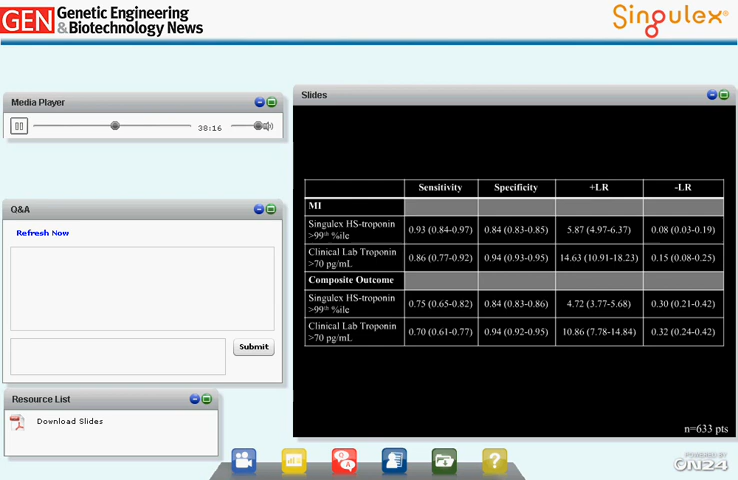 GEN Genetic Engineering
& Biotechnology News
Singulex®
Media Player
38:16
Q&A
Refresh Now
Submit
Resource List
Download Slides
Slides
Sensitivity Specificity +LR -LR
MI
Singulex HS-troponin
>99th %ile 0.93 (0.84-0.97) 0.84 (0.83-0.85) 5.87 (4.97-6.37) 0.08 (0.03-0.19)
Clinical Lab Troponin
>70 pg/mL 0.86 (0.77-0.92) 0.94 (0.93-0.95) 14.63 (10.91-18.23) 0.15 (0.08-0.25)
Composite Outcome
Singulex HS-troponin
>99th %ile 0.75 (0.65-0.82) 0.84 (0.83-0.86) 4.72 (3.77-5.68) 0.30 (0.21-0.42)
Clinical Lab Troponin
>70 pg/mL 0.70 (0.61-0.77) 0.94 (0.92-0.95) 10.86 (7.78-14.84) 0.32 (0.24-0.42)
n=633 pts
Q A
?
POWERED BY
ON24